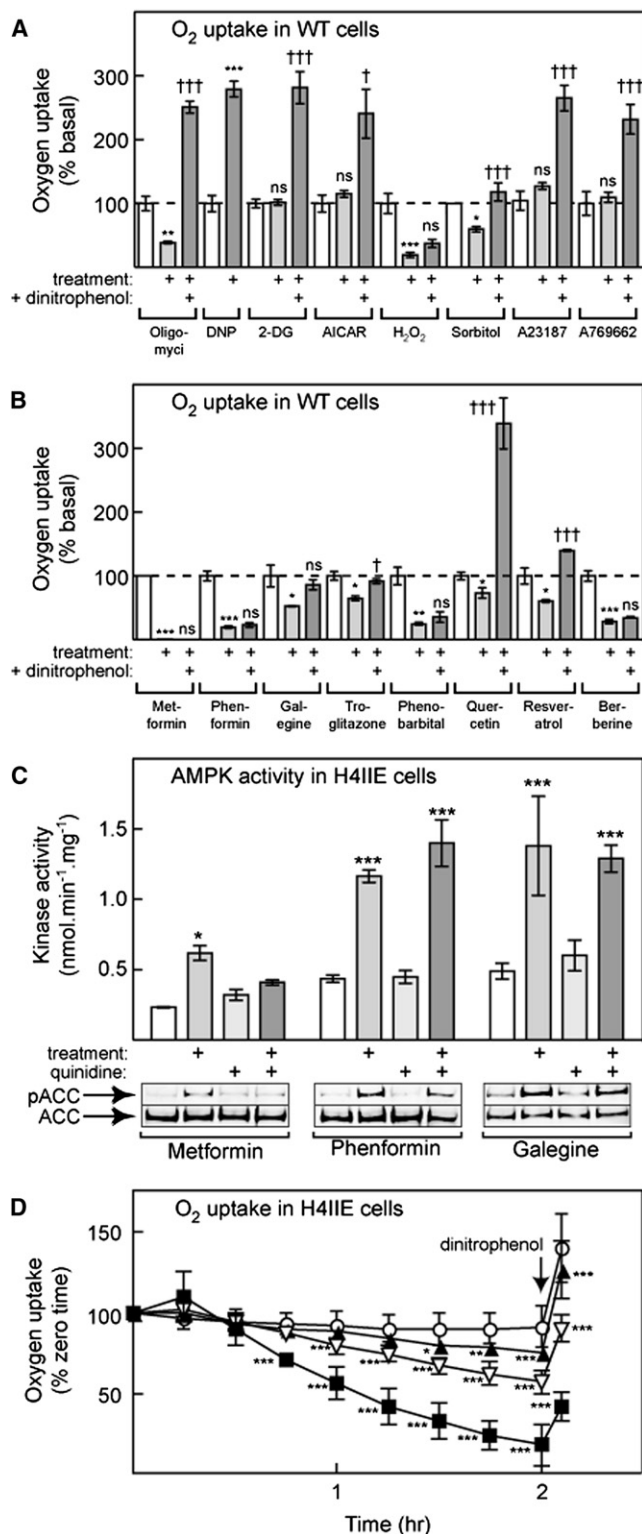 A
O₂ uptake in WT cells
Oxygen uptake
(% basal)
300
200
100
** ††† *** ns ††† ns † *** ns * ††† ns ††† ns †††
treatment: + + + + + + + + + + + + + + +
+ dinitrophenol: + + + + + + +
Oligo-
myci
DNP
2-DG
AICAR
H₂O₂
Sorbitol
A23187
A769662
B
O₂ uptake in WT cells
Oxygen uptake
(% basal)
300
200
100
*** ns *** ns * ns * † ** ns * ††† * ††† *** ns
treatment: + + + + + + + + + + + + + + + +
+ dinitrophenol: + + + + + + + +
Met-
formin
Phen-
formin
Gal-
egine
Tro-
glitazone
Pheno-
barbital
Quer-
cetin
Resver-
atrol
Ber-
berine
C
AMPK activity in H4IIE cells
Kinase activity
(nmol.min⁻¹.mg⁻¹)
1.5
1.0
0.5
* *** *** *** ***
treatment: + + + + + +
quinidine: + + + + + +
pACC
ACC
Metformin
Phenformin
Galegine
D
O₂ uptake in H4IIE cells
dinitrophenol
Oxygen uptake
(% zero time)
150
100
50
*** *** *** *** *** *** *** *** *** *** *** *** * ** *** *** ***
1
2
Time (hr)